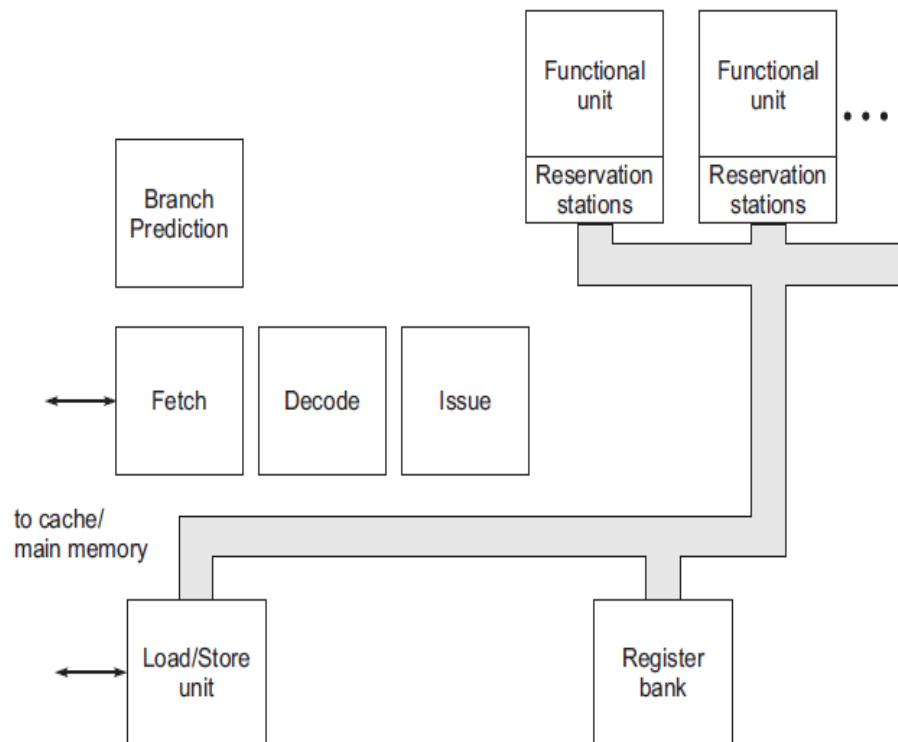 Functional
unit
Functional
unit
Reservation
stations
Reservation
stations
Branch
Prediction
Fetch
Decode
Issue
to cache/
main memory
Load/Store
unit
Register
bank